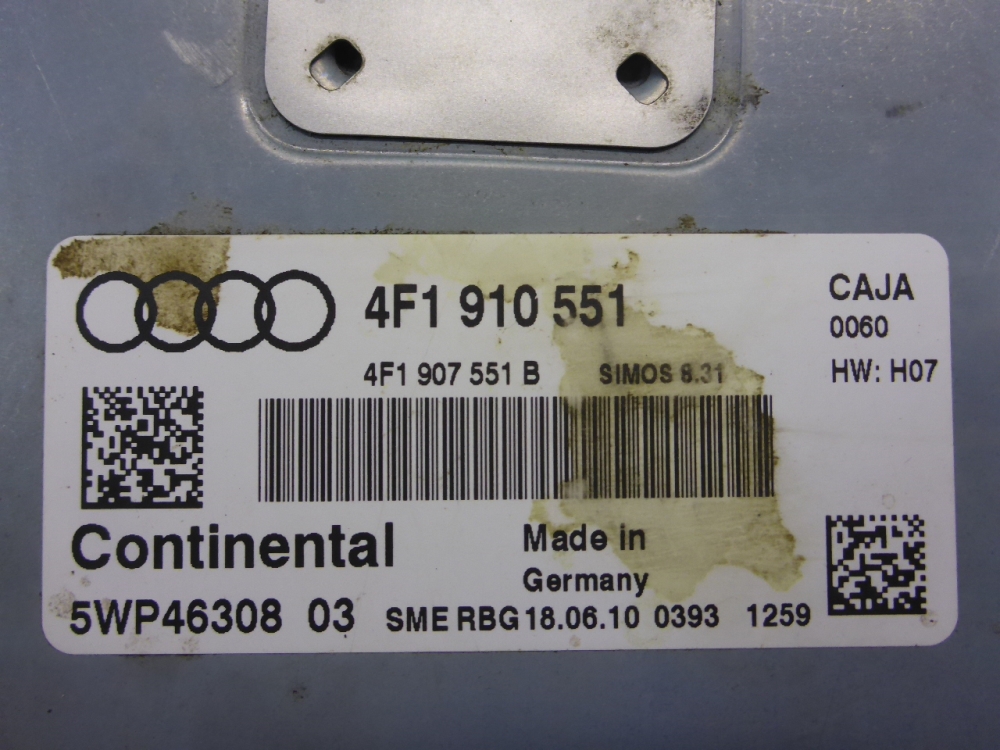 4F1 910 551
CAJA
0060
4F1 907 551 B SIMOS 8.31
HW: H07
Continental
Made in
Germany
5WP46308 03 SME RBG 18.06.10 0393 1259